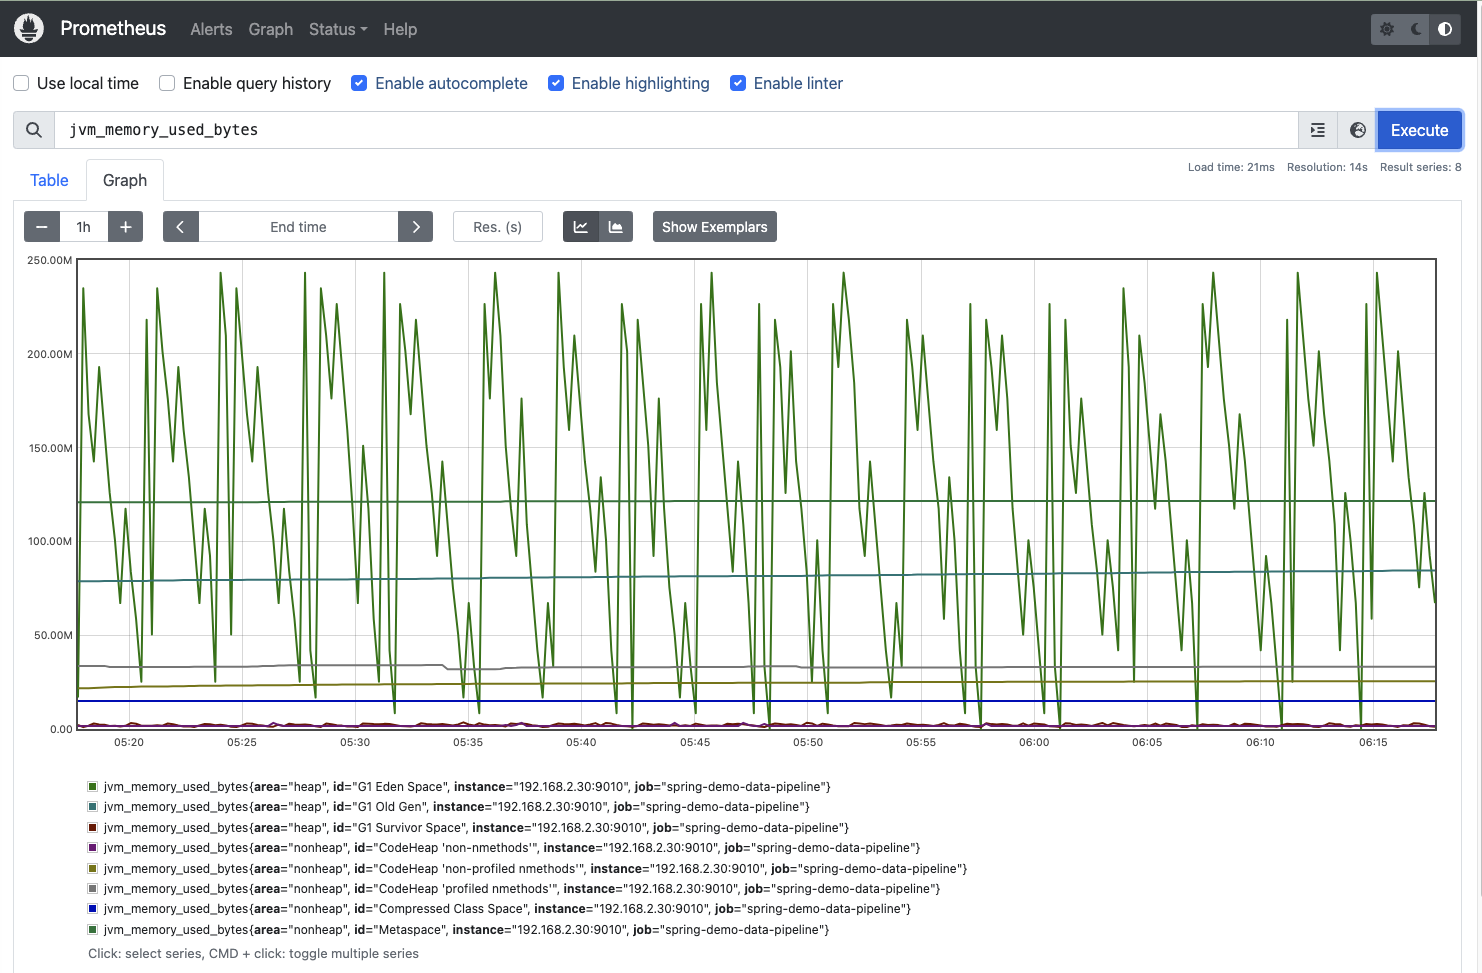 Prometheus Alerts Graph Status Help
Use local time Enable query history Enable autocomplete Enable highlighting Enable linter
jvm_memory_used_bytes Execute
Load time: 21ms Resolution: 14s Result series: 8
Table Graph
− 1h + < End time > Res. (s) Show Exemplars
250.00M
200.00M
150.00M
100.00M
50.00M
0.00
05:20 05:25 05:30 05:35 05:40 05:45 05:50 05:55 06:00 06:05 06:10 06:15
jvm_memory_used_bytes{area="heap", id="G1 Eden Space", instance="192.168.2.30:9010", job="spring-demo-data-pipeline"}
jvm_memory_used_bytes{area="heap", id="G1 Old Gen", instance="192.168.2.30:9010", job="spring-demo-data-pipeline"}
jvm_memory_used_bytes{area="heap", id="G1 Survivor Space", instance="192.168.2.30:9010", job="spring-demo-data-pipeline"}
jvm_memory_used_bytes{area="nonheap", id="CodeHeap 'non-nmethods'", instance="192.168.2.30:9010", job="spring-demo-data-pipeline"}
jvm_memory_used_bytes{area="nonheap", id="CodeHeap 'non-profiled nmethods'", instance="192.168.2.30:9010", job="spring-demo-data-pipeline"}
jvm_memory_used_bytes{area="nonheap", id="CodeHeap 'profiled nmethods'", instance="192.168.2.30:9010", job="spring-demo-data-pipeline"}
jvm_memory_used_bytes{area="nonheap", id="Compressed Class Space", instance="192.168.2.30:9010", job="spring-demo-data-pipeline"}
jvm_memory_used_bytes{area="nonheap", id="Metaspace", instance="192.168.2.30:9010", job="spring-demo-data-pipeline"}
Click: select series, CMD + click: toggle multiple series